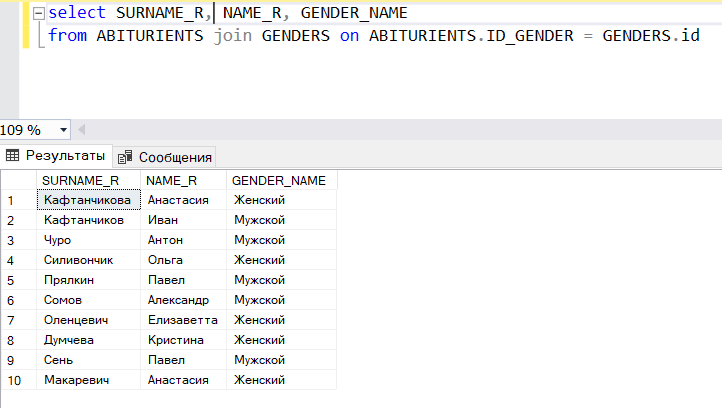 select SURNAME_R, NAME_R, GENDER_NAME
from ABITURIENTS join GENDERS on ABITURIENTS.ID_GENDER = GENDERS.id
109 %
Результаты Сообщения
SURNAME_R NAME_R GENDER_NAME
1 Кафтанчикова Анастасия Женский
2 Кафтанчиков Иван Мужской
3 Чуро Антон Мужской
4 Силивончик Ольга Женский
5 Прялкин Павел Мужской
6 Сомов Александр Мужской
7 Оленцевич Елизаветта Женский
8 Думчева Кристина Женский
9 Сень Павел Мужской
10 Макаревич Анастасия Женский